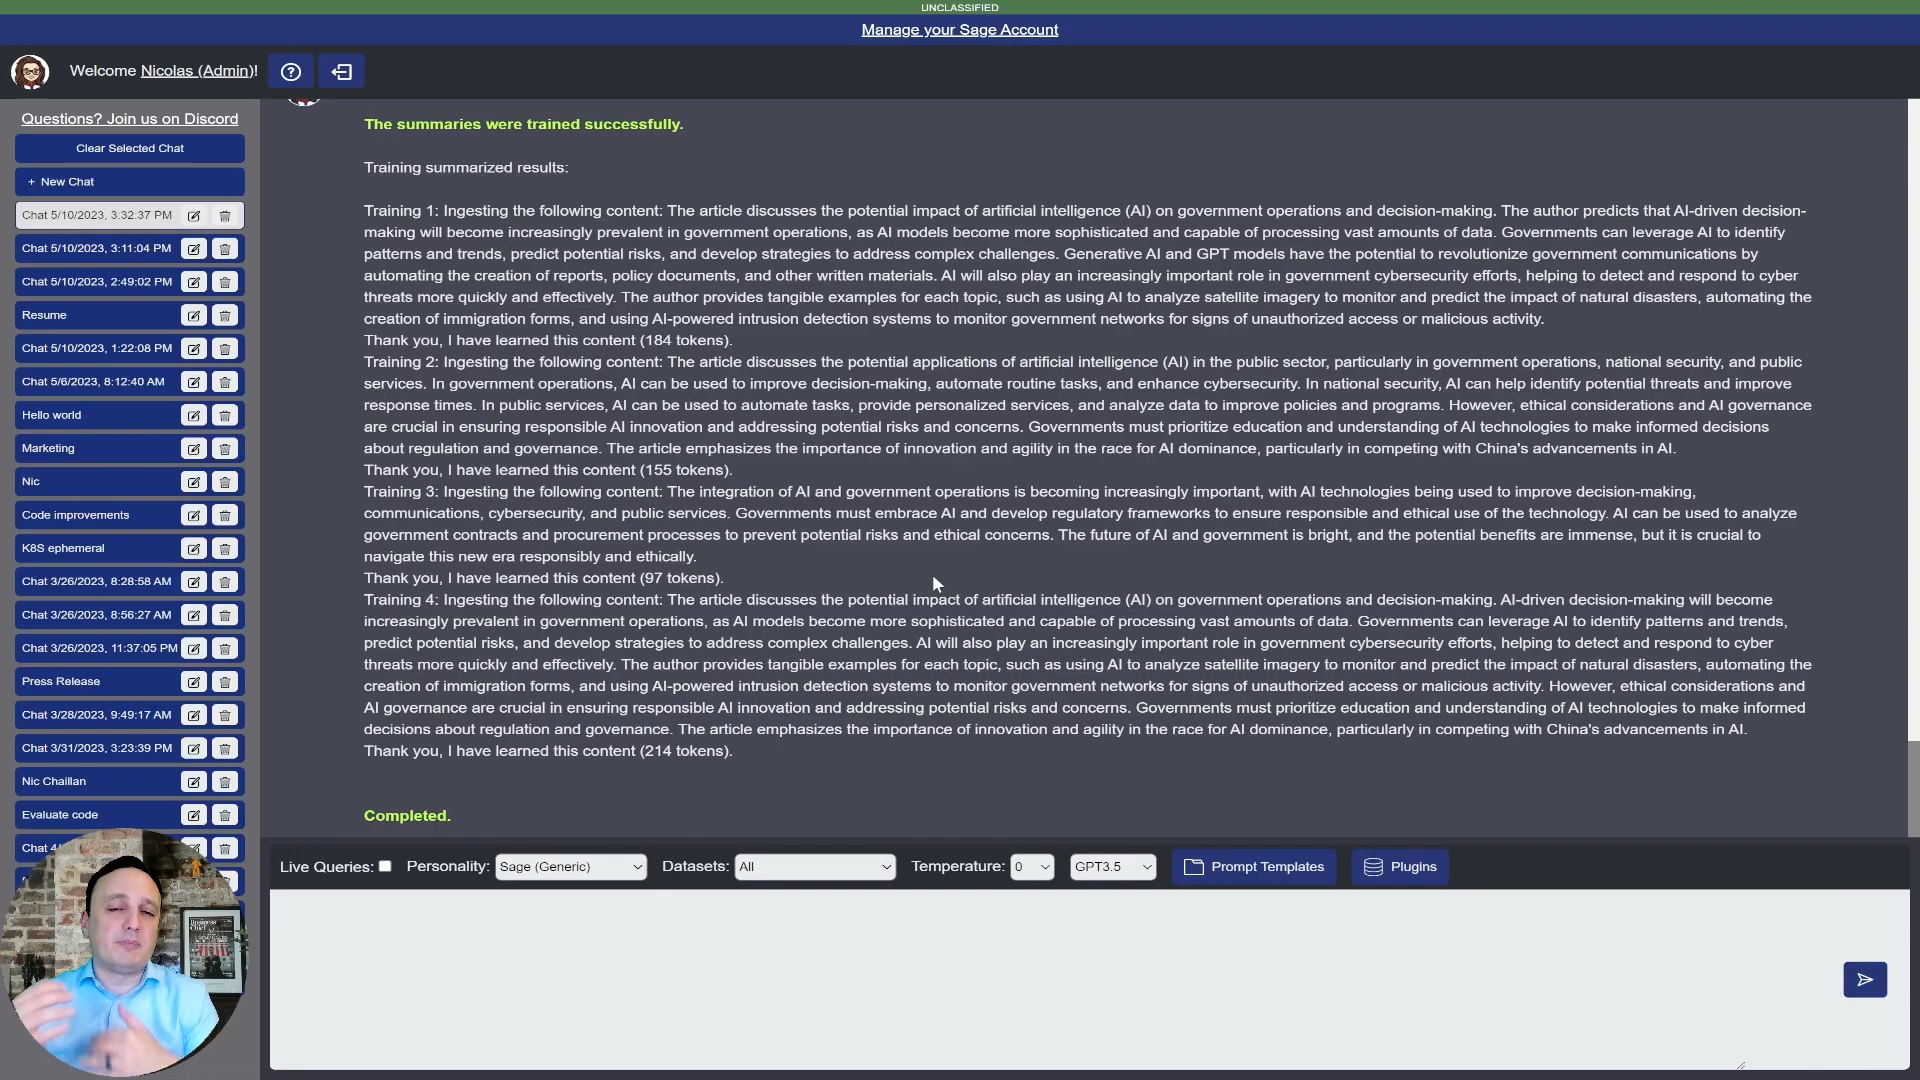 UNCLASSIFIED
Manage your Sage Account
Welcome Nicolas (Admin)!
Questions? Join us on Discord
Clear Selected Chat
+ New Chat
Chat 5/10/2023, 3:32:37 PM
Chat 5/10/2023, 3:11:04 PM
Chat 5/10/2023, 2:49:02 PM
Resume
Chat 5/10/2023, 1:22:08 PM
Chat 5/6/2023, 8:12:40 AM
Hello world
Marketing
Nic
Code improvements
K8S ephemeral
Chat 3/26/2023, 8:28:58 AM
Chat 3/26/2023, 8:56:27 AM
Chat 3/26/2023, 11:37:05 PM
Press Release
Chat 3/28/2023, 9:49:17 AM
Chat 3/31/2023, 3:23:39 PM
Nic Chaillan
Evaluate code
Chat 4/
The summaries were trained successfully.
Training summarized results:
Training 1: Ingesting the following content: The article discusses the potential impact of artificial intelligence (AI) on government operations and decision-making. The author predicts that AI-driven decision-
making will become increasingly prevalent in government operations, as AI models become more sophisticated and capable of processing vast amounts of data. Governments can leverage AI to identify
patterns and trends, predict potential risks, and develop strategies to address complex challenges. Generative AI and GPT models have the potential to revolutionize government communications by
automating the creation of reports, policy documents, and other written materials. AI will also play an increasingly important role in government cybersecurity efforts, helping to detect and respond to cyber
threats more quickly and effectively. The author provides tangible examples for each topic, such as using AI to analyze satellite imagery to monitor and predict the impact of natural disasters, automating the
creation of immigration forms, and using AI-powered intrusion detection systems to monitor government networks for signs of unauthorized access or malicious activity.
Thank you, I have learned this content (184 tokens).
Training 2: Ingesting the following content: The article discusses the potential applications of artificial intelligence (AI) in the public sector, particularly in government operations, national security, and public
services. In government operations, AI can be used to improve decision-making, automate routine tasks, and enhance cybersecurity. In national security, AI can help identify potential threats and improve
response times. In public services, AI can be used to automate tasks, provide personalized services, and analyze data to improve policies and programs. However, ethical considerations and AI governance
are crucial in ensuring responsible AI innovation and addressing potential risks and concerns. Governments must prioritize education and understanding of AI technologies to make informed decisions
about regulation and governance. The article emphasizes the importance of innovation and agility in the race for AI dominance, particularly in competing with China's advancements in AI.
Thank you, I have learned this content (155 tokens).
Training 3: Ingesting the following content: The integration of AI and government operations is becoming increasingly important, with AI technologies being used to improve decision-making,
communications, cybersecurity, and public services. Governments must embrace AI and develop regulatory frameworks to ensure responsible and ethical use of the technology. AI can be used to analyze
government contracts and procurement processes to prevent potential risks and ethical concerns. The future of AI and government is bright, and the potential benefits are immense, but it is crucial to
navigate this new era responsibly and ethically.
Thank you, I have learned this content (97 tokens).
Training 4: Ingesting the following content: The article discusses the potential impact of artificial intelligence (AI) on government operations and decision-making. AI-driven decision-making will become
increasingly prevalent in government operations, as AI models become more sophisticated and capable of processing vast amounts of data. Governments can leverage AI to identify patterns and trends,
predict potential risks, and develop strategies to address complex challenges. AI will also play an increasingly important role in government cybersecurity efforts, helping to detect and respond to cyber
threats more quickly and effectively. The author provides tangible examples for each topic, such as using AI to analyze satellite imagery to monitor and predict the impact of natural disasters, automating the
creation of immigration forms, and using AI-powered intrusion detection systems to monitor government networks for signs of unauthorized access or malicious activity. However, ethical considerations and
AI governance are crucial in ensuring responsible AI innovation and addressing potential risks and concerns. Governments must prioritize education and understanding of AI technologies to make informed
decisions about regulation and governance. The article emphasizes the importance of innovation and agility in the race for AI dominance, particularly in competing with China's advancements in AI.
Thank you, I have learned this content (214 tokens).
Completed.
Live Queries: Personality: Sage (Generic) Datasets: All Temperature: 0 GPT3.5 Prompt Templates Plugins